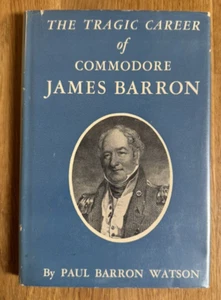 THE TRAGIC CAREER
of
COMMODORE
JAMES BARRON
By PAUL BARRON WATSON